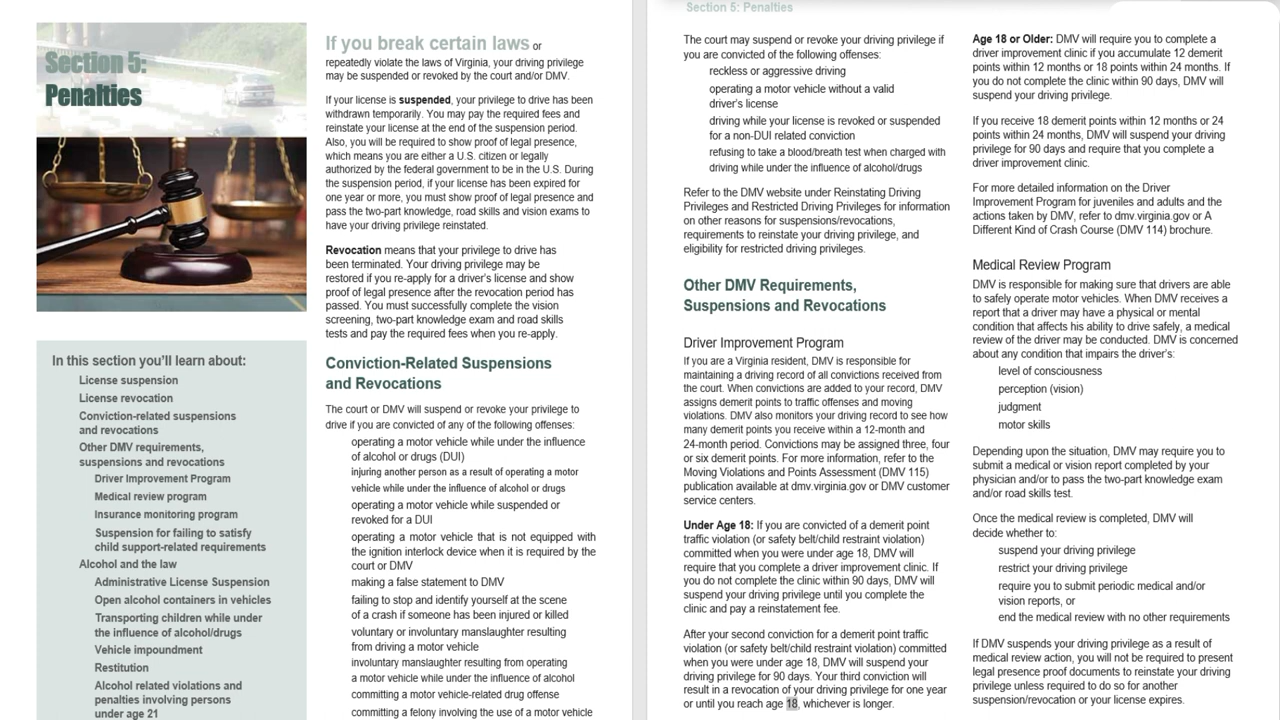 Section 5:
Penalties
In this section you'll learn about:
License suspension
License revocation
Conviction-related suspensions
and revocations
Other DMV requirements,
suspensions and revocations
Driver Improvement Program
Medical review program
Insurance monitoring program
Suspension for failing to satisfy
child support-related requirements
Alcohol and the law
Administrative License Suspension
Open alcohol containers in vehicles
Transporting children while under
the influence of alcohol/drugs
Vehicle impoundment
Restitution
Alcohol related violations and
penalties involving persons
under age 21
If you break certain laws or
repeatedly violate the laws of Virginia, your driving privilege
may be suspended or revoked by the court and/or DMV.
If your license is suspended, your privilege to drive has been
withdrawn temporarily. You may pay the required fees and
reinstate your license at the end of the suspension period.
Also, you will be required to show proof of legal presence,
which means you are either a U.S. citizen or legally
authorized by the federal government to be in the U.S. During
the suspension period, if your license has been expired for
one year or more, you must show proof of legal presence and
pass the two-part knowledge, road skills and vision exams to
have your driving privilege reinstated.
Revocation means that your privilege to drive has
been terminated. Your driving privilege may be
restored if you re-apply for a driver's license and show
proof of legal presence after the revocation period has
passed. You must successfully complete the vision
screening, two-part knowledge exam and road skills
tests and pay the required fees when you re-apply.
Conviction-Related Suspensions
and Revocations
The court or DMV will suspend or revoke your privilege to
drive if you are convicted of any of the following offenses:
operating a motor vehicle while under the influence
of alcohol or drugs (DUI)
injuring another person as a result of operating a motor
vehicle while under the influence of alcohol or drugs
operating a motor vehicle while suspended or
revoked for a DUI
operating a motor vehicle that is not equipped with
the ignition interlock device when it is required by the
court or DMV
making a false statement to DMV
failing to stop and identify yourself at the scene
of a crash if someone has been injured or killed
voluntary or involuntary manslaughter resulting
from driving a motor vehicle
involuntary manslaughter resulting from operating
a motor vehicle while under the influence of alcohol
committing a motor vehicle-related drug offense
committing a felony involving the use of a motor vehicle
Section 5: Penalties
The court may suspend or revoke your driving privilege if
you are convicted of the following offenses:
reckless or aggressive driving
operating a motor vehicle without a valid
driver's license
driving while your license is revoked or suspended
for a non-DUI related conviction
refusing to take a blood/breath test when charged with
driving while under the influence of alcohol/drugs
Refer to the DMV website under Reinstating Driving
Privileges and Restricted Driving Privileges for information
on other reasons for suspensions/revocations,
requirements to reinstate your driving privilege, and
eligibility for restricted driving privileges.
Other DMV Requirements,
Suspensions and Revocations
Driver Improvement Program
If you are a Virginia resident, DMV is responsible for
maintaining a driving record of all convictions received from
the court. When convictions are added to your record, DMV
assigns demerit points to traffic offenses and moving
violations. DMV also monitors your driving record to see how
many demerit points you receive within a 12-month and
24-month period. Convictions may be assigned three, four
or six demerit points. For more information, refer to the
Moving Violations and Points Assessment (DMV 115)
publication available at dmv.virginia.gov or DMV customer
service centers.
Under Age 18: If you are convicted of a demerit point
traffic violation (or safety belt/child restraint violation)
committed when you were under age 18, DMV will
require that you complete a driver improvement clinic. If
you do not complete the clinic within 90 days, DMV will
suspend your driving privilege until you complete the
clinic and pay a reinstatement fee.
After your second conviction for a demerit point traffic
violation (or safety belt/child restraint violation) committed
when you were under age 18, DMV will suspend your
driving privilege for 90 days. Your third conviction will
result in a revocation of your driving privilege for one year
or until you reach age 18, whichever is longer.
Age 18 or Older: DMV will require you to complete a
driver improvement clinic if you accumulate 12 demerit
points within 12 months or 18 points within 24 months. If
you do not complete the clinic within 90 days, DMV will
suspend your driving privilege.
If you receive 18 demerit points within 12 months or 24
points within 24 months, DMV will suspend your driving
privilege for 90 days and require that you complete a
driver improvement clinic.
For more detailed information on the Driver
Improvement Program for juveniles and adults and the
actions taken by DMV, refer to dmv.virginia.gov or A
Different Kind of Crash Course (DMV 114) brochure.
Medical Review Program
DMV is responsible for making sure that drivers are able
to safely operate motor vehicles. When DMV receives a
report that a driver may have a physical or mental
condition that affects his ability to drive safely, a medical
review of the driver may be conducted. DMV is concerned
about any condition that impairs the driver's:
level of consciousness
perception (vision)
judgment
motor skills
Depending upon the situation, DMV may require you to
submit a medical or vision report completed by your
physician and/or to pass the two-part knowledge exam
and/or road skills test.
Once the medical review is completed, DMV will
decide whether to:
suspend your driving privilege
restrict your driving privilege
require you to submit periodic medical and/or
vision reports, or
end the medical review with no other requirements
If DMV suspends your driving privilege as a result of
medical review action, you will not be required to present
legal presence proof documents to reinstate your driving
privilege unless required to do so for another
suspension/revocation or your license expires.